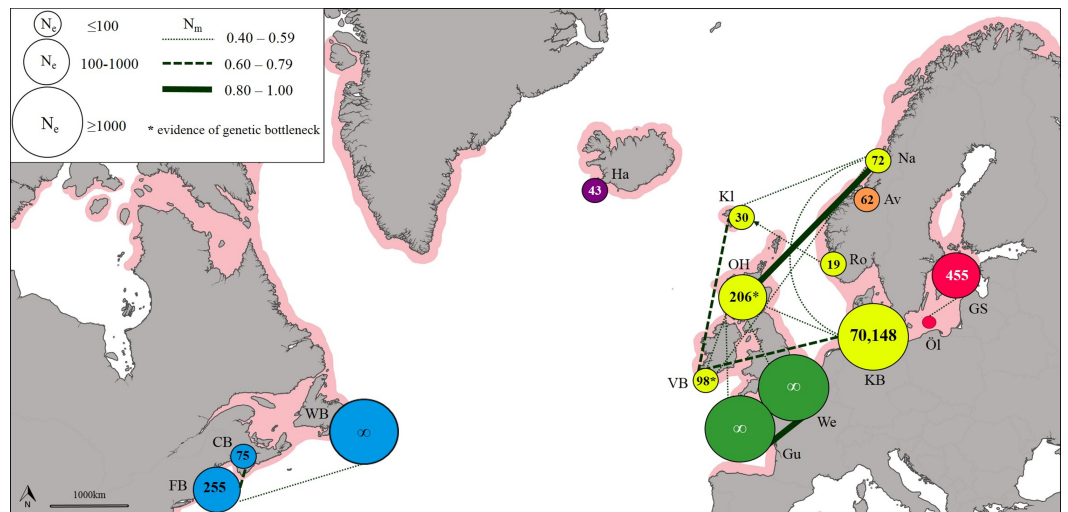 Ne ≤100
Ne 100-1000
Ne ≥1000
Nm
0.40 – 0.59
0.60 – 0.79
0.80 – 1.00
* evidence of genetic bottleneck
Ha
43
72
Na
62
Av
Kl
30
19
Ro
OH
206*
455
GS
Öl
70,148
KB
VB
98*
∞
We
∞
Gu
WB
∞
CB
75
FB
255
N
1000km